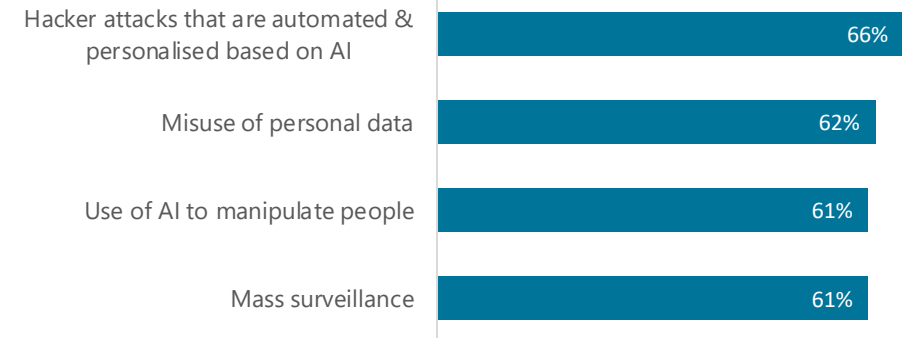 Hacker attacks that are automated &
personalised based on AI
66%
Misuse of personal data
62%
Use of AI to manipulate people
61%
Mass surveillance
61%